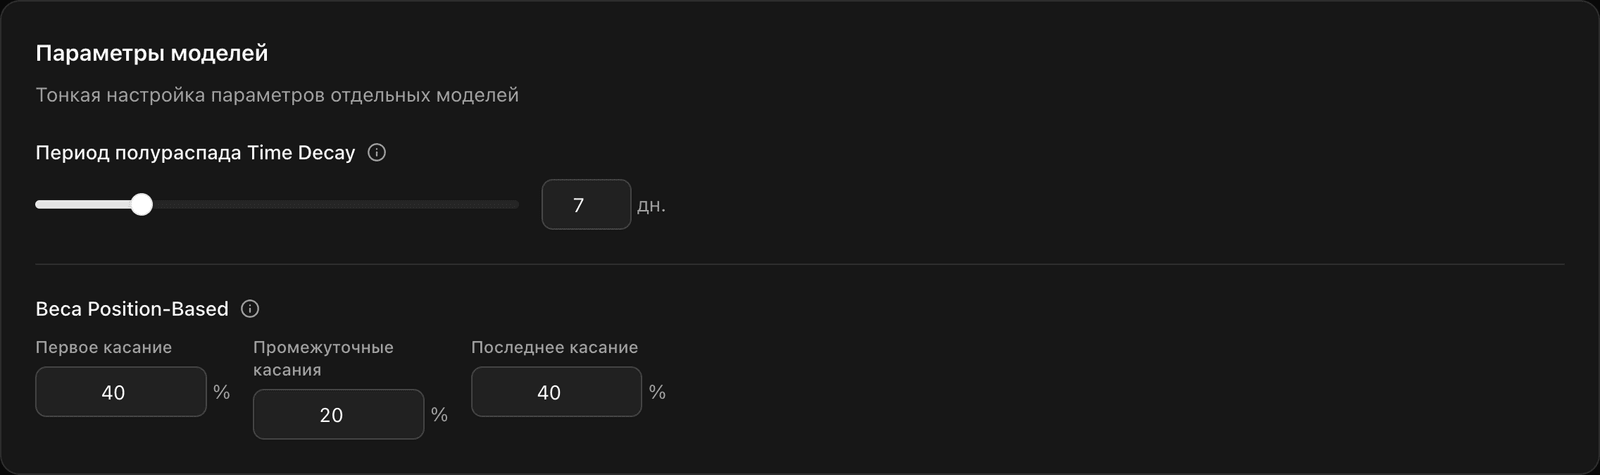 Параметры моделей
Тонкая настройка параметров отдельных моделей
Период полураспада Time Decay
7 дн.
Веса Position-Based
Первое касание
40 %
Промежуточные
касания
20 %
Последнее касание
40 %